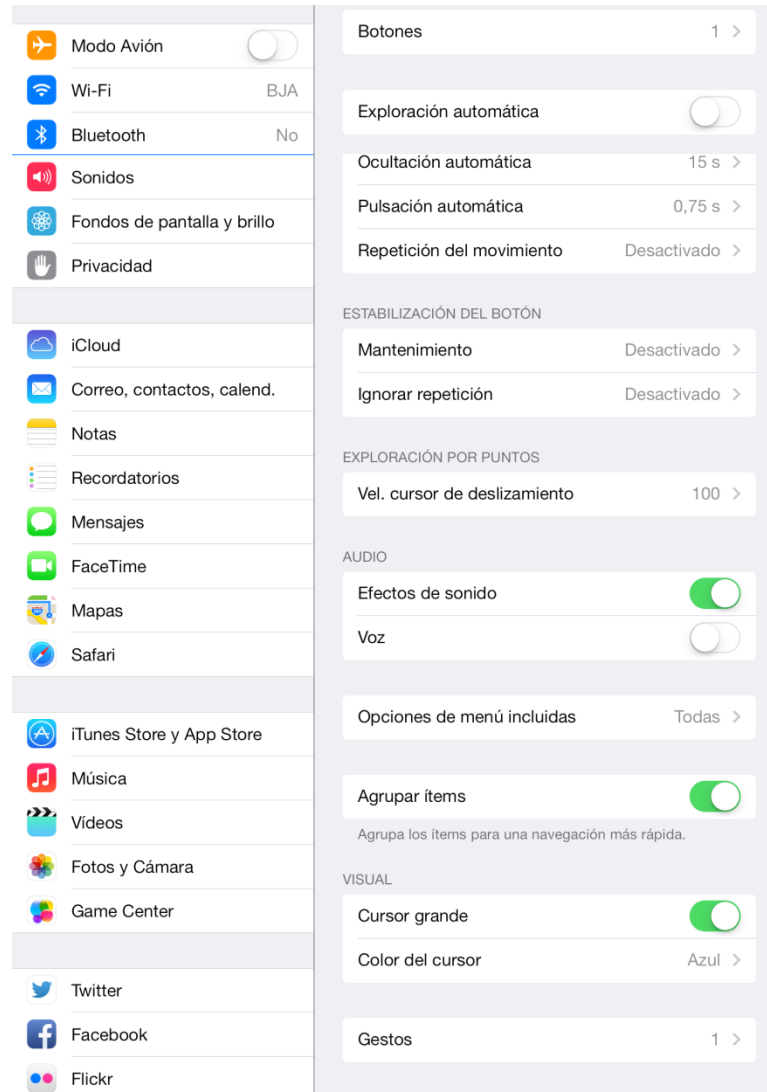 Modo Avión
Wi-Fi BJA
Bluetooth No
Sonidos
Fondos de pantalla y brillo
Privacidad
iCloud
Correo, contactos, calend.
Notas
Recordatorios
Mensajes
FaceTime
Mapas
Safari
iTunes Store y App Store
Música
Vídeos
Fotos y Cámara
Game Center
Twitter
Facebook
Flickr
Botones 1
Exploración automática
Ocultación automática 15 s
Pulsación automática 0,75 s
Repetición del movimiento Desactivado
ESTABILIZACIÓN DEL BOTÓN
Mantenimiento Desactivado
Ignorar repetición Desactivado
EXPLORACIÓN POR PUNTOS
Vel. cursor de deslizamiento 100
AUDIO
Efectos de sonido
Voz
Opciones de menú incluidas Todas
Agrupar ítems
Agrupa los ítems para una navegación más rápida.
VISUAL
Cursor grande
Color del cursor Azul
Gestos 1